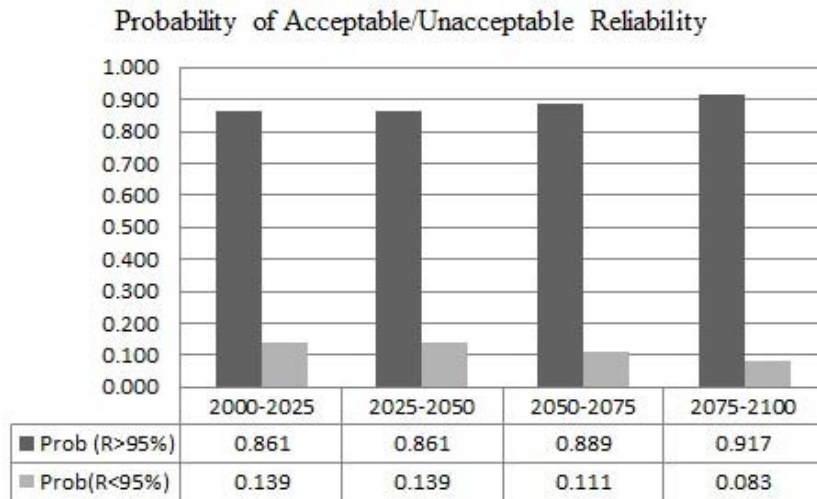 Probability of Acceptable/Unacceptable Reliability
1.000
0.900
0.800
0.700
0.600
0.500
0.400
0.300
0.200
0.100
0.000
2000-2025 2025-2050 2050-2075 2075-2100
Prob (R>95%) 0.861 0.861 0.889 0.917
Prob(R<95%) 0.139 0.139 0.111 0.083